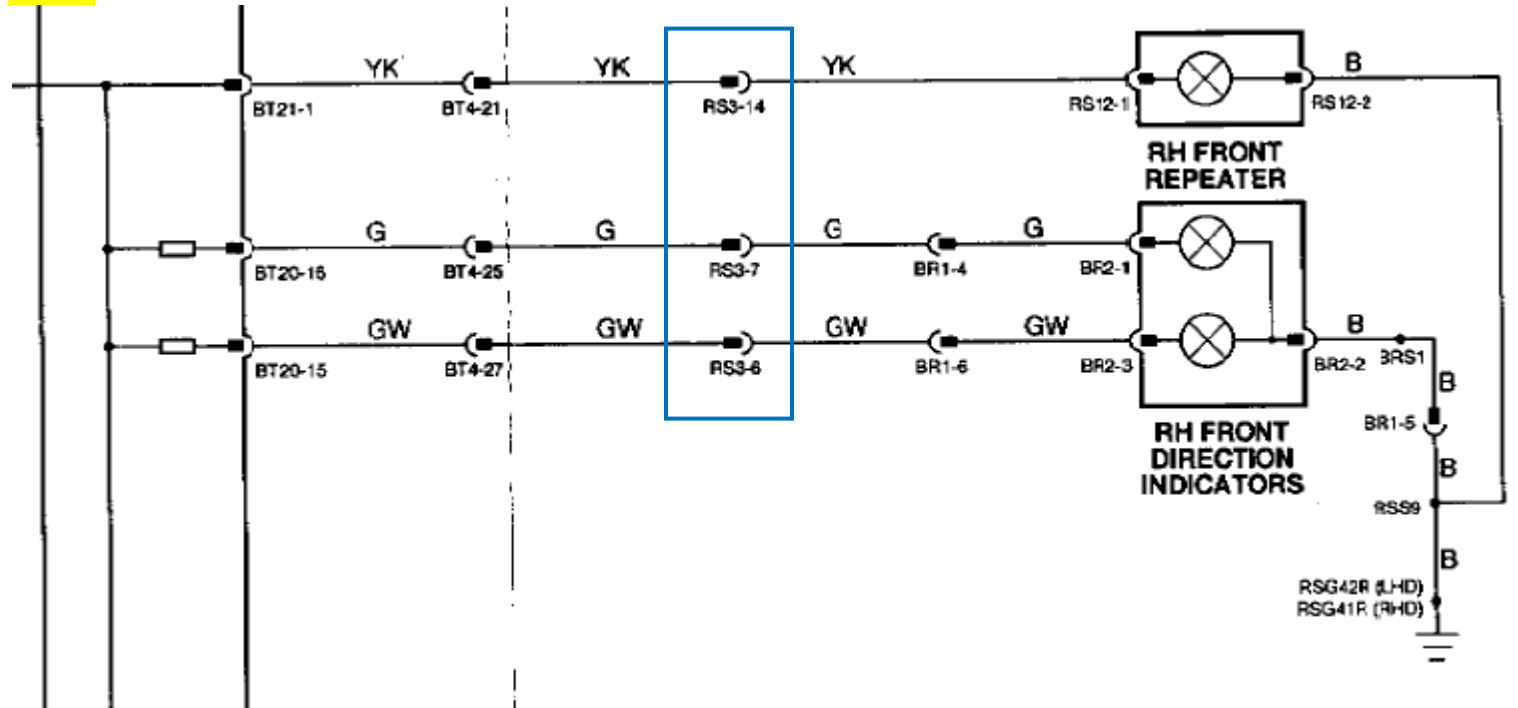 YK YK YK B
BT21-1 BT4-21 RS3-14 RS12-1 RS12-2
RH FRONT
REPEATER
G G G G
BT20-16 BT4-25 RS3-7 BR1-4 BR2-1
GW GW GW GW B
BT20-15 BT4-27 RS3-6 BR1-6 BR2-3 BR2-2 BRS1
B
BR1-5
RH FRONT
DIRECTION
INDICATORS
B
RSS9
B
RSG42R (LHD)
RSG41R (RHD)